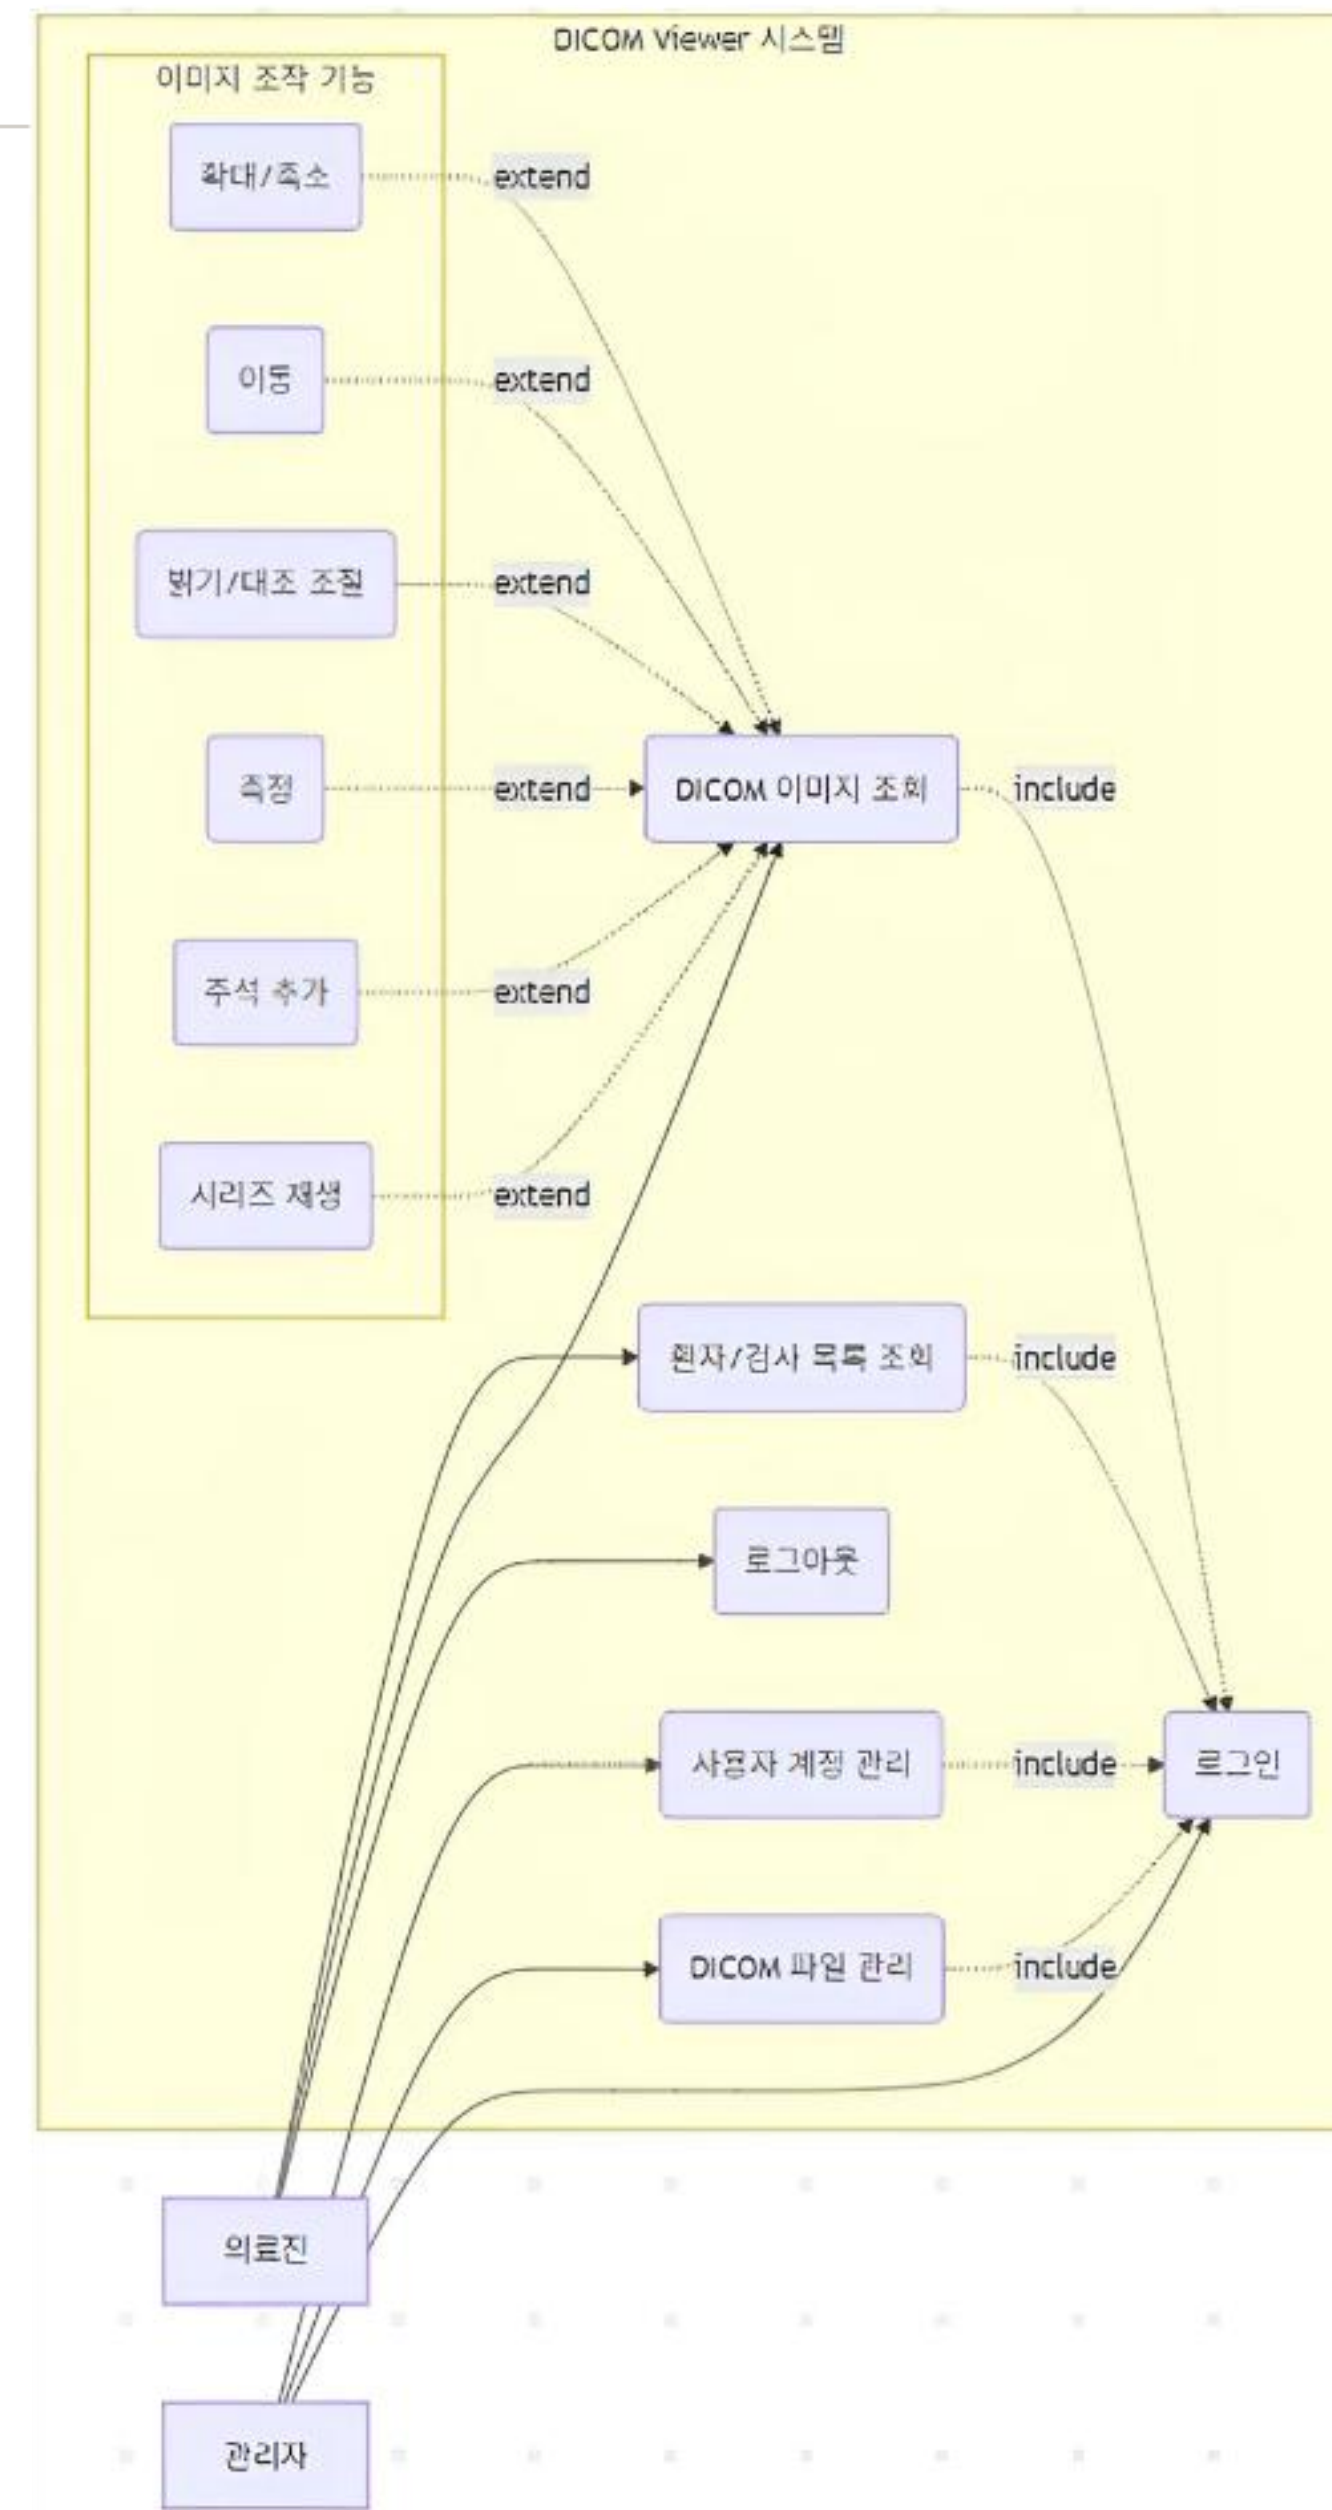 DICOM Viewer 시스템
이미지 조작 기능
확대/축소
extend
이동
extend
밝기/대조 조절
extend
측정
extend
DICOM 이미지 조회
include
주석 추가
extend
시리즈 재생
extend
환자/검사 목록 조회
include
로그아웃
사용자 계정 관리
include
로그인
DICOM 파일 관리
include
의료진
관리자